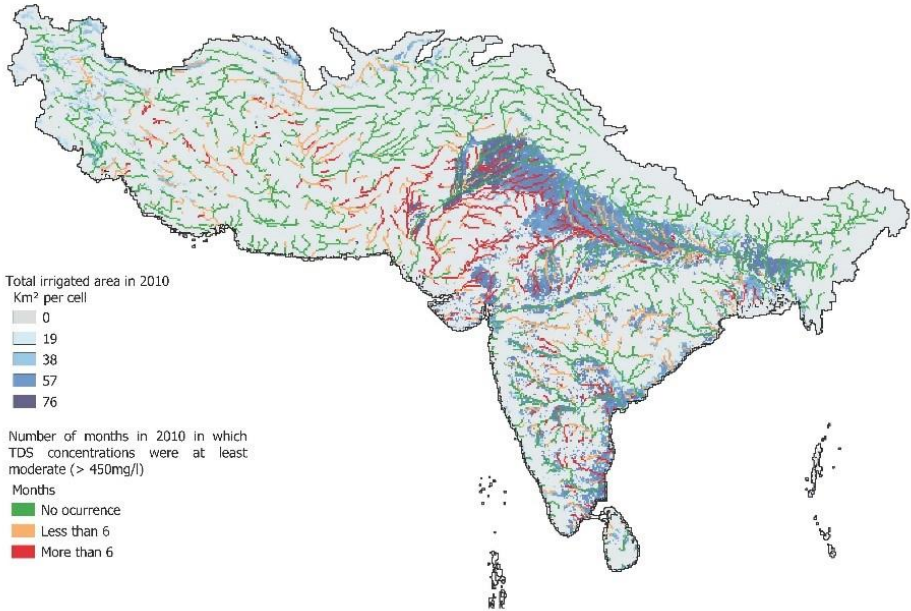 Total irrigated area in 2010
Km² per cell
0
19
38
57
76
Number of months in 2010 in which
TDS concentrations were at least
moderate (> 450mg/l)
Months
No ocurrence
Less than 6
More than 6